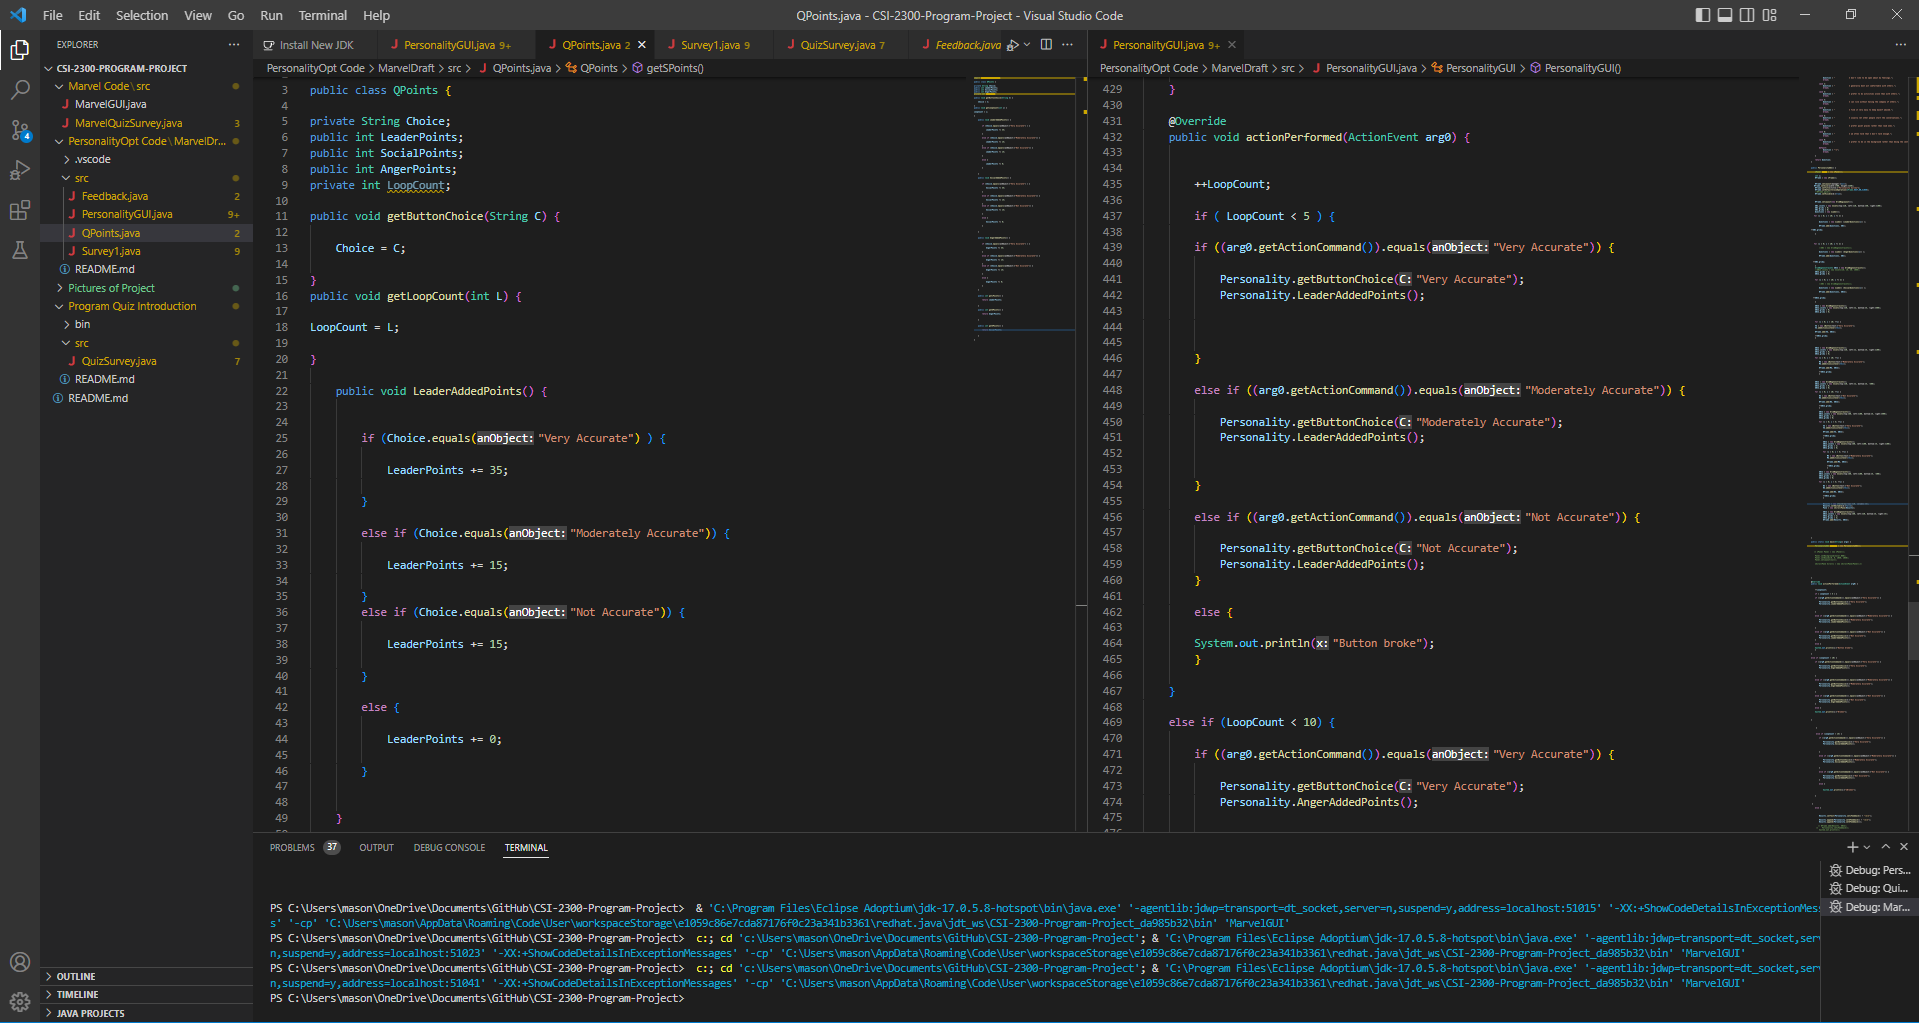 File Edit Selection View Go Run Terminal Help
QPoints.java - CSI-2300-Program-Project - Visual Studio Code
EXPLORER
CSI-2300-PROGRAM-PROJECT
Marvel Code \ src
MarvelGUI.java
MarvelQuizSurvey.java 3
PersonalityOpt Code \ MarvelDr...
.vscode
src
Feedback.java 2
PersonalityGUI.java 9+
QPoints.java 2
Survey1.java 9
README.md
Pictures of Project
Program Quiz Introduction
bin
src
QuizSurvey.java 7
README.md
README.md
OUTLINE
TIMELINE
JAVA PROJECTS
4
Install New JDK
PersonalityGUI.java 9+
QPoints.java 2
Survey1.java 9
QuizSurvey.java 7
Feedback.java
PersonalityOpt Code > MarvelDraft > src > QPoints.java > QPoints > getSPoints()
3 public class QPoints {
4
5 private String Choice;
6 public int LeaderPoints;
7 public int SocialPoints;
8 public int AngerPoints;
9 private int LoopCount;
10
11 public void getButtonChoice(String C) {
12
13 Choice = C;
14
15 }
16 public void getLoopCount(int L) {
17
18 LoopCount = L;
19
20 }
21
22 public void LeaderAddedPoints() {
23
24
25 if (Choice.equals(anObject: "Very Accurate") ) {
26
27 LeaderPoints += 35;
28
29 }
30
31 else if (Choice.equals(anObject: "Moderately Accurate")) {
32
33 LeaderPoints += 15;
34
35 }
36 else if (Choice.equals(anObject: "Not Accurate")) {
37
38 LeaderPoints += 15;
39
40 }
41
42 else {
43
44 LeaderPoints += 0;
45
46 }
47
48
49 }
PersonalityGUI.java 9+
PersonalityOpt Code > MarvelDraft > src > PersonalityGUI.java > PersonalityGUI > PersonalityGUI()
429 }
430
431 @Override
432 public void actionPerformed(ActionEvent arg0) {
433
434
435 ++LoopCount;
436
437 if ( LoopCount < 5 ) {
438
439 if ((arg0.getActionCommand()).equals(anObject: "Very Accurate")) {
440
441 Personality.getButtonChoice(C: "Very Accurate");
442 Personality.LeaderAddedPoints();
443
444
445
446 }
447
448 else if ((arg0.getActionCommand()).equals(anObject: "Moderately Accurate")) {
449
450 Personality.getButtonChoice(C: "Moderately Accurate");
451 Personality.LeaderAddedPoints();
452
453
454 }
455
456 else if ((arg0.getActionCommand()).equals(anObject: "Not Accurate")) {
457
458 Personality.getButtonChoice(C: "Not Accurate");
459 Personality.LeaderAddedPoints();
460 }
461
462 else {
463
464 System.out.println(x: "Button broke");
465 }
466
467 }
468
469 else if (LoopCount < 10) {
470
471 if ((arg0.getActionCommand()).equals(anObject: "Very Accurate")) {
472
473 Personality.getButtonChoice(C: "Very Accurate");
474 Personality.AngerAddedPoints();
475
PROBLEMS 37 OUTPUT DEBUG CONSOLE TERMINAL
PS C:\Users\mason\OneDrive\Documents\GitHub\CSI-2300-Program-Project> & 'C:\Program Files\Eclipse Adoptium\jdk-17.0.5.8-hotspot\bin\java.exe' '-agentlib:jdwp=transport=dt_socket,server=n,suspend=y,address=localhost:51015' '-XX:+ShowCodeDetailsInExceptionMes
s' '-cp' 'C:\Users\mason\AppData\Roaming\Code\User\workspaceStorage\e1059c86e7cda87176f0c23a341b3361\redhat.java\jdt_ws\CSI-2300-Program-Project_da985b32\bin' 'MarvelGUI'
PS C:\Users\mason\OneDrive\Documents\GitHub\CSI-2300-Program-Project> c:; cd 'c:\Users\mason\OneDrive\Documents\GitHub\CSI-2300-Program-Project'; & 'C:\Program Files\Eclipse Adoptium\jdk-17.0.5.8-hotspot\bin\java.exe' '-agentlib:jdwp=transport=dt_socket,ser
n,suspend=y,address=localhost:51023' '-XX:+ShowCodeDetailsInExceptionMessages' '-cp' 'C:\Users\mason\AppData\Roaming\Code\User\workspaceStorage\e1059c86e7cda87176f0c23a341b3361\redhat.java\jdt_ws\CSI-2300-Program-Project_da985b32\bin' 'MarvelGUI'
PS C:\Users\mason\OneDrive\Documents\GitHub\CSI-2300-Program-Project> c:; cd 'c:\Users\mason\OneDrive\Documents\GitHub\CSI-2300-Program-Project'; & 'C:\Program Files\Eclipse Adoptium\jdk-17.0.5.8-hotspot\bin\java.exe' '-agentlib:jdwp=transport=dt_socket,ser
n,suspend=y,address=localhost:51041' '-XX:+ShowCodeDetailsInExceptionMessages' '-cp' 'C:\Users\mason\AppData\Roaming\Code\User\workspaceStorage\e1059c86e7cda87176f0c23a341b3361\redhat.java\jdt_ws\CSI-2300-Program-Project_da985b32\bin' 'MarvelGUI'
PS C:\Users\mason\OneDrive\Documents\GitHub\CSI-2300-Program-Project>
Debug: Pers...
Debug: Qui...
Debug: Mar...